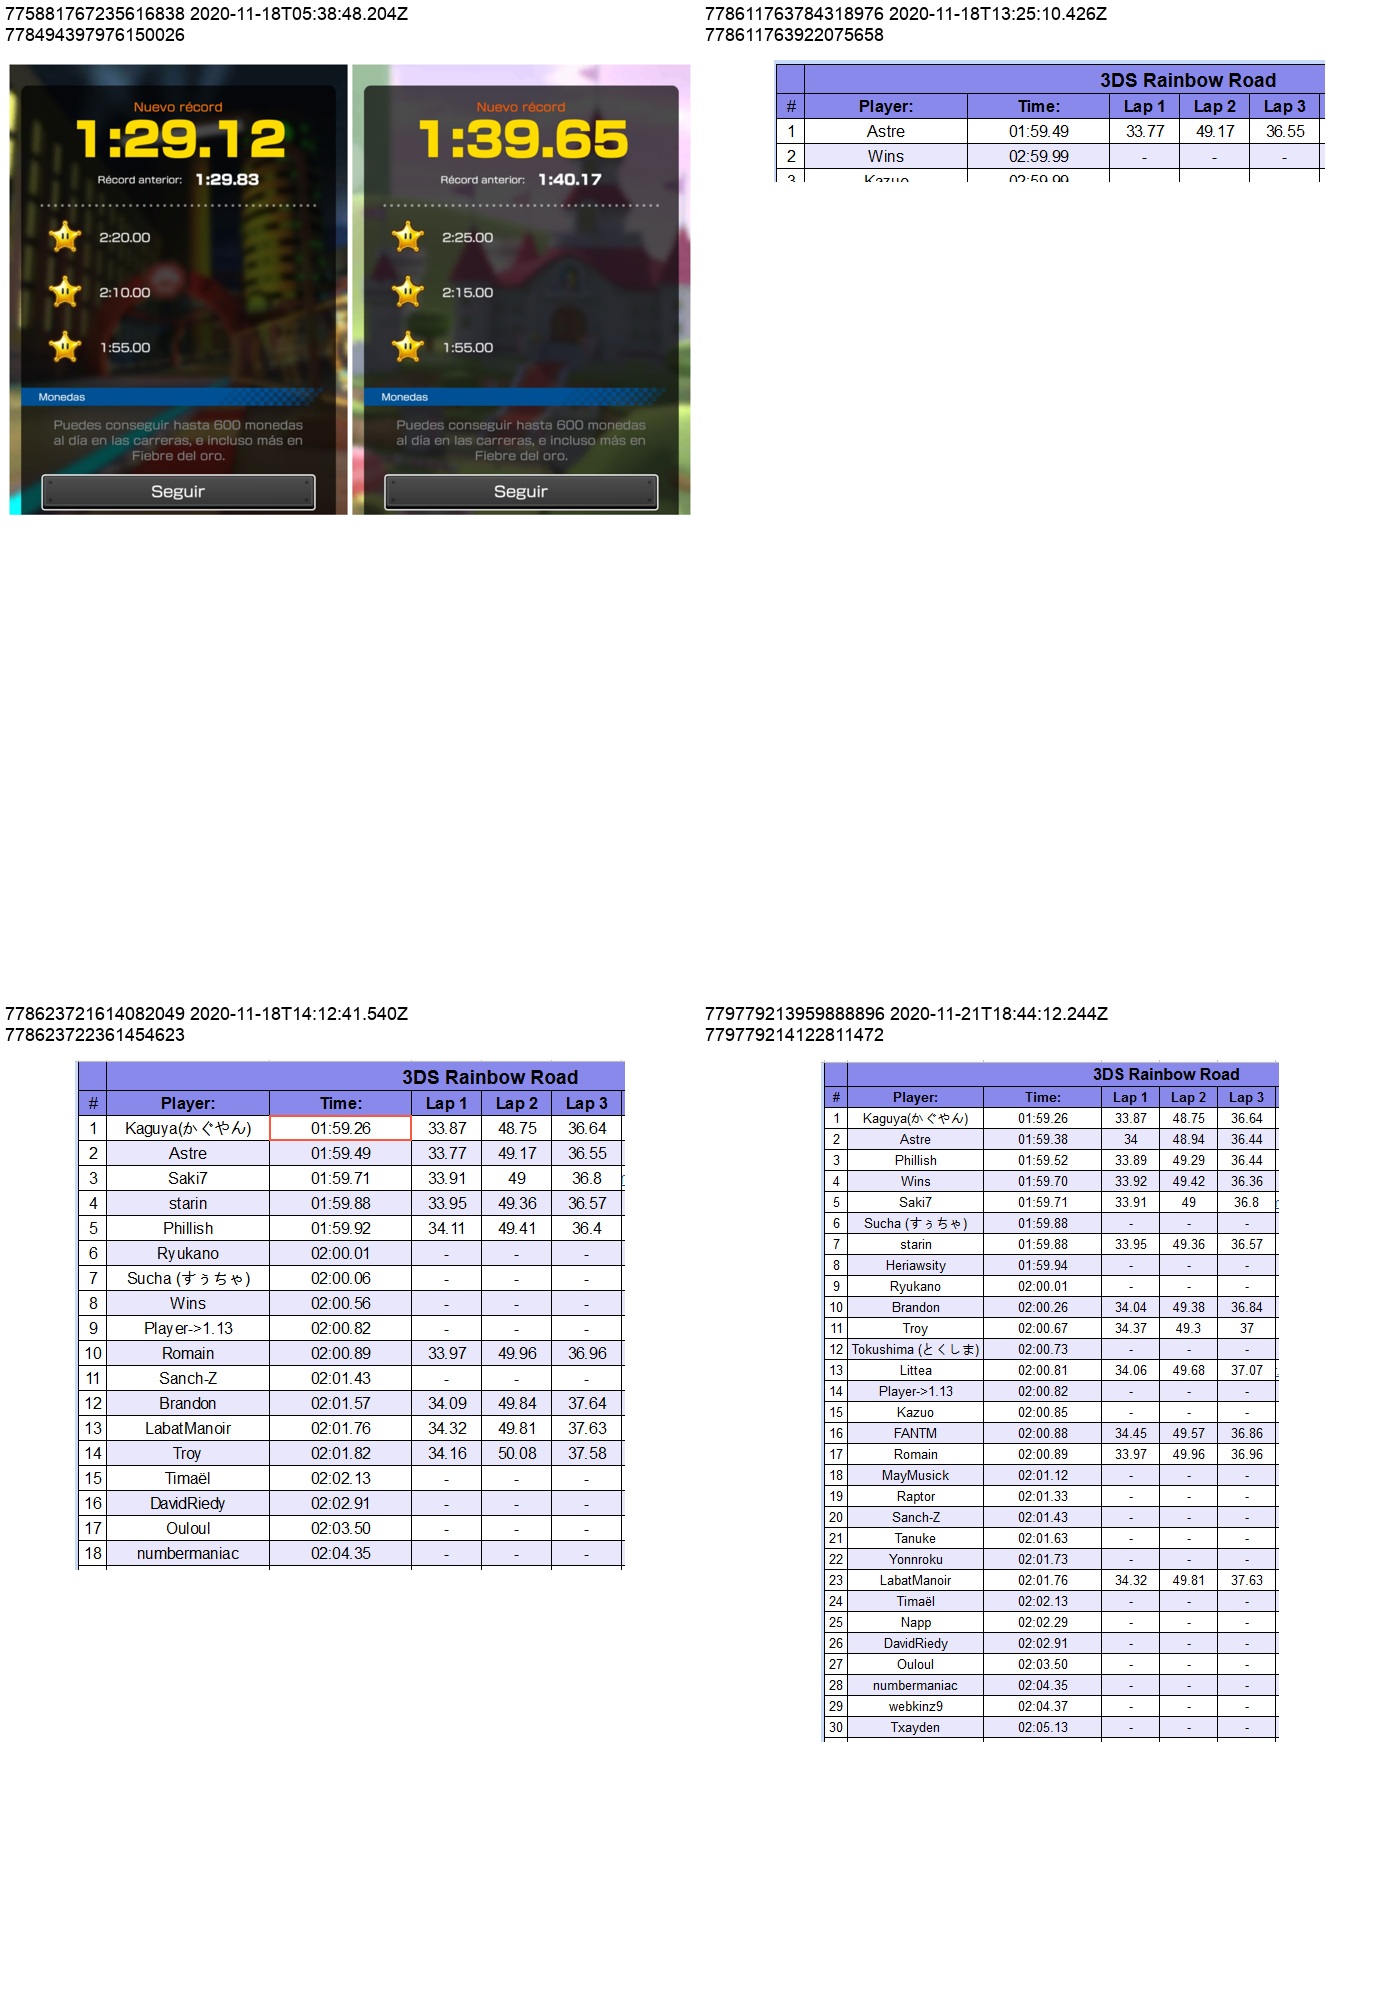 775881767235616838 2020-11-18T05:38:48.204Z
778494397976150026
Nuevo récord
1:29.12
Récord anterior: 1:29.83
2:20.00
2:10.00
1:55.00
Monedas
Puedes conseguir hasta 600 monedas
al día en las carreras, e incluso más en
Fiebre del oro.
Seguir
Nuevo récord
1:39.65
Récord anterior: 1:40.17
2:25.00
2:15.00
1:55.00
Monedas
Puedes conseguir hasta 600 monedas
al día en las carreras, e incluso más en
Fiebre del oro.
Seguir
778611763784318976 2020-11-18T13:25:10.426Z
778611763922075658
3DS Rainbow Road
# Player: Time: Lap 1 Lap 2 Lap 3
1 Astre 01:59.49 33.77 49.17 36.55
2 Wins 02:59.99 - - -
3 Kazuo 02:59.99
778623721614082049 2020-11-18T14:12:41.540Z
778623722361454623
3DS Rainbow Road
# Player: Time: Lap 1 Lap 2 Lap 3
1 Kaguya(かぐやん) 01:59.26 33.87 48.75 36.64
2 Astre 01:59.49 33.77 49.17 36.55
3 Saki7 01:59.71 33.91 49 36.8
4 starin 01:59.88 33.95 49.36 36.57
5 Phillish 01:59.92 34.11 49.41 36.4
6 Ryukano 02:00.01 - - -
7 Sucha (すぅちゃ) 02:00.06 - - -
8 Wins 02:00.56 - - -
9 Player->1.13 02:00.82 - - -
10 Romain 02:00.89 33.97 49.96 36.96
11 Sanch-Z 02:01.43 - - -
12 Brandon 02:01.57 34.09 49.84 37.64
13 LabatManoir 02:01.76 34.32 49.81 37.63
14 Troy 02:01.82 34.16 50.08 37.58
15 Timaël 02:02.13 - - -
16 DavidRiedy 02:02.91 - - -
17 Ouloul 02:03.50 - - -
18 numbermaniac 02:04.35 - - -
779779213959888896 2020-11-21T18:44:12.244Z
779779214122811472
3DS Rainbow Road
# Player: Time: Lap 1 Lap 2 Lap 3
1 Kaguya(かぐやん) 01:59.26 33.87 48.75 36.64
2 Astre 01:59.38 34 48.94 36.44
3 Phillish 01:59.52 33.89 49.29 36.44
4 Wins 01:59.70 33.92 49.42 36.36
5 Saki7 01:59.71 33.91 49 36.8
6 Sucha (すぅちゃ) 01:59.88 - - -
7 starin 01:59.88 33.95 49.36 36.57
8 Heriawsity 01:59.94 - - -
9 Ryukano 02:00.01 - - -
10 Brandon 02:00.26 34.04 49.38 36.84
11 Troy 02:00.67 34.37 49.3 37
12 Tokushima (とくしま) 02:00.73 - - -
13 Littea 02:00.81 34.06 49.68 37.07
14 Player->1.13 02:00.82 - - -
15 Kazuo 02:00.85 - - -
16 FANTM 02:00.88 34.45 49.57 36.86
17 Romain 02:00.89 33.97 49.96 36.96
18 MayMusick 02:01.12 - - -
19 Raptor 02:01.33 - - -
20 Sanch-Z 02:01.43 - - -
21 Tanuke 02:01.63 - - -
22 Yonnroku 02:01.73 - - -
23 LabatManoir 02:01.76 34.32 49.81 37.63
24 Timaël 02:02.13 - - -
25 Napp 02:02.29 - - -
26 DavidRiedy 02:02.91 - - -
27 Ouloul 02:03.50 - - -
28 numbermaniac 02:04.35 - - -
29 webkinz9 02:04.37 - - -
30 Txayden 02:05.13 - - -